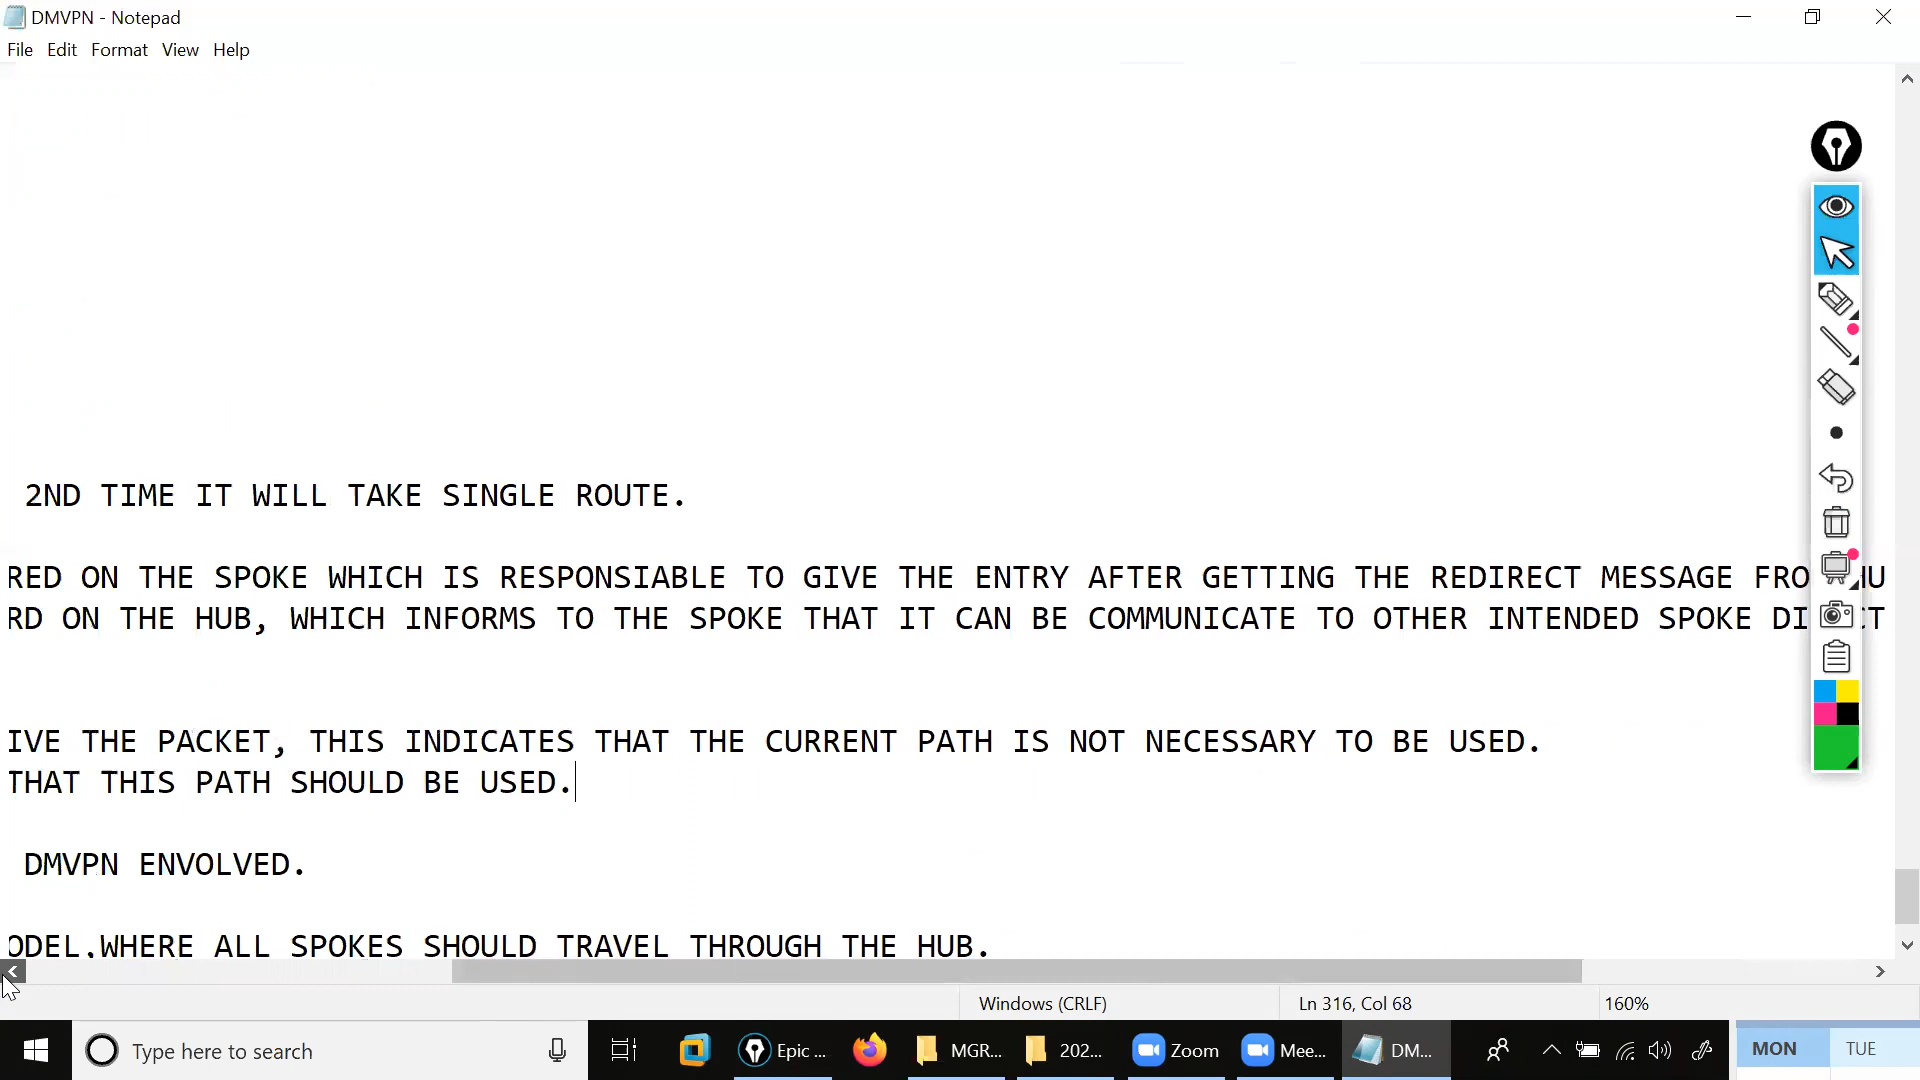 DMVPN - Notepad
File Edit Format View Help
2ND TIME IT WILL TAKE SINGLE ROUTE.
RED ON THE SPOKE WHICH IS RESPONSIABLE TO GIVE THE ENTRY AFTER GETTING THE REDIRECT MESSAGE FRO HU
RD ON THE HUB, WHICH INFORMS TO THE SPOKE THAT IT CAN BE COMMUNICATE TO OTHER INTENDED SPOKE DI CT
IVE THE PACKET, THIS INDICATES THAT THE CURRENT PATH IS NOT NECESSARY TO BE USED.
THAT THIS PATH SHOULD BE USED.
DMVPN ENVOLVED.
ODEL,WHERE ALL SPOKES SHOULD TRAVEL THROUGH THE HUB.
Windows (CRLF) Ln 316, Col 68 160%
Type here to search Epic ... MGR... 202... Zoom Mee... DM... MON TUE